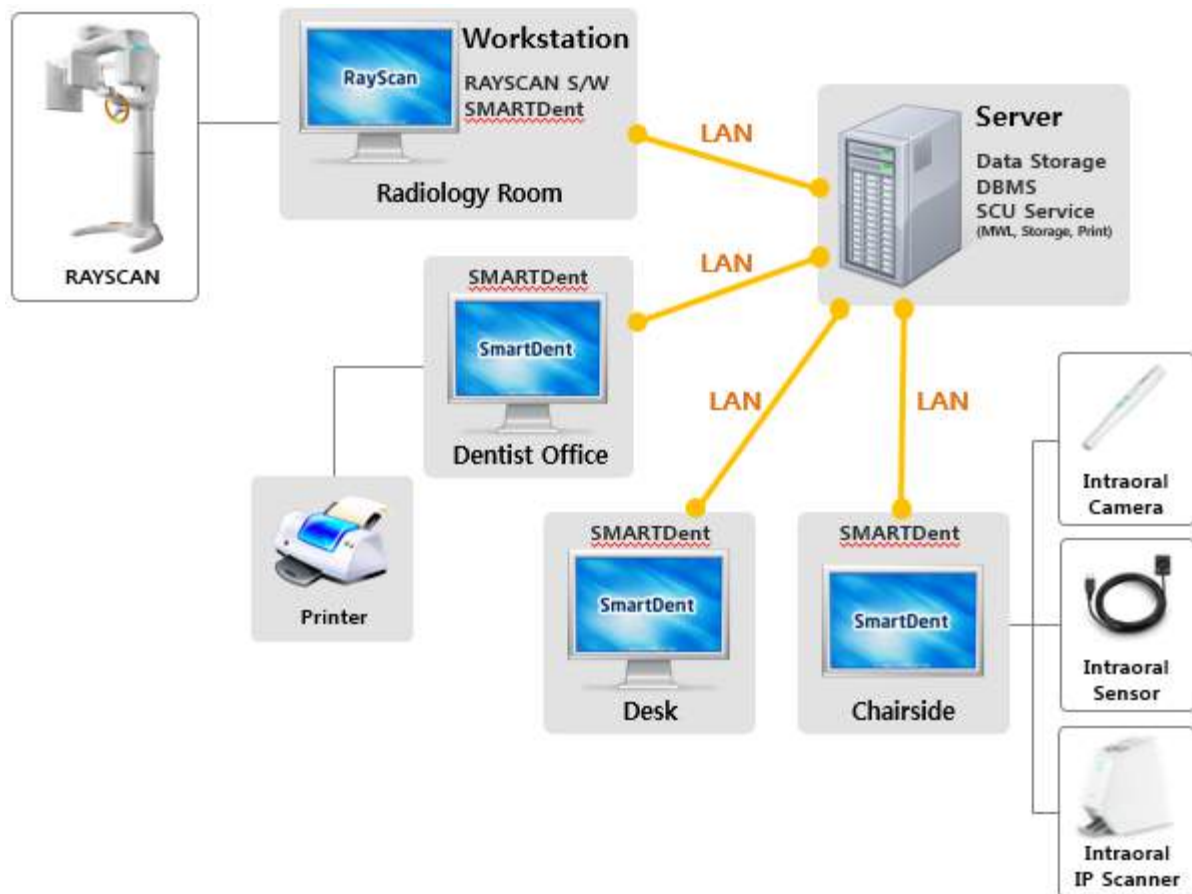 Workstation
RayScan
RAYSCAN S/W
SMARTDent
Radiology Room
RAYSCAN
LAN
Server
Data Storage
DBMS
SCU Service
(MWL, Storage, Print)
LAN
SMARTDent
SmartDent
Dentist Office
LAN
LAN
Printer
SMARTDent
SmartDent
Desk
SMARTDent
SmartDent
Chairside
Intraoral
Camera
Intraoral
Sensor
Intraoral
IP Scanner